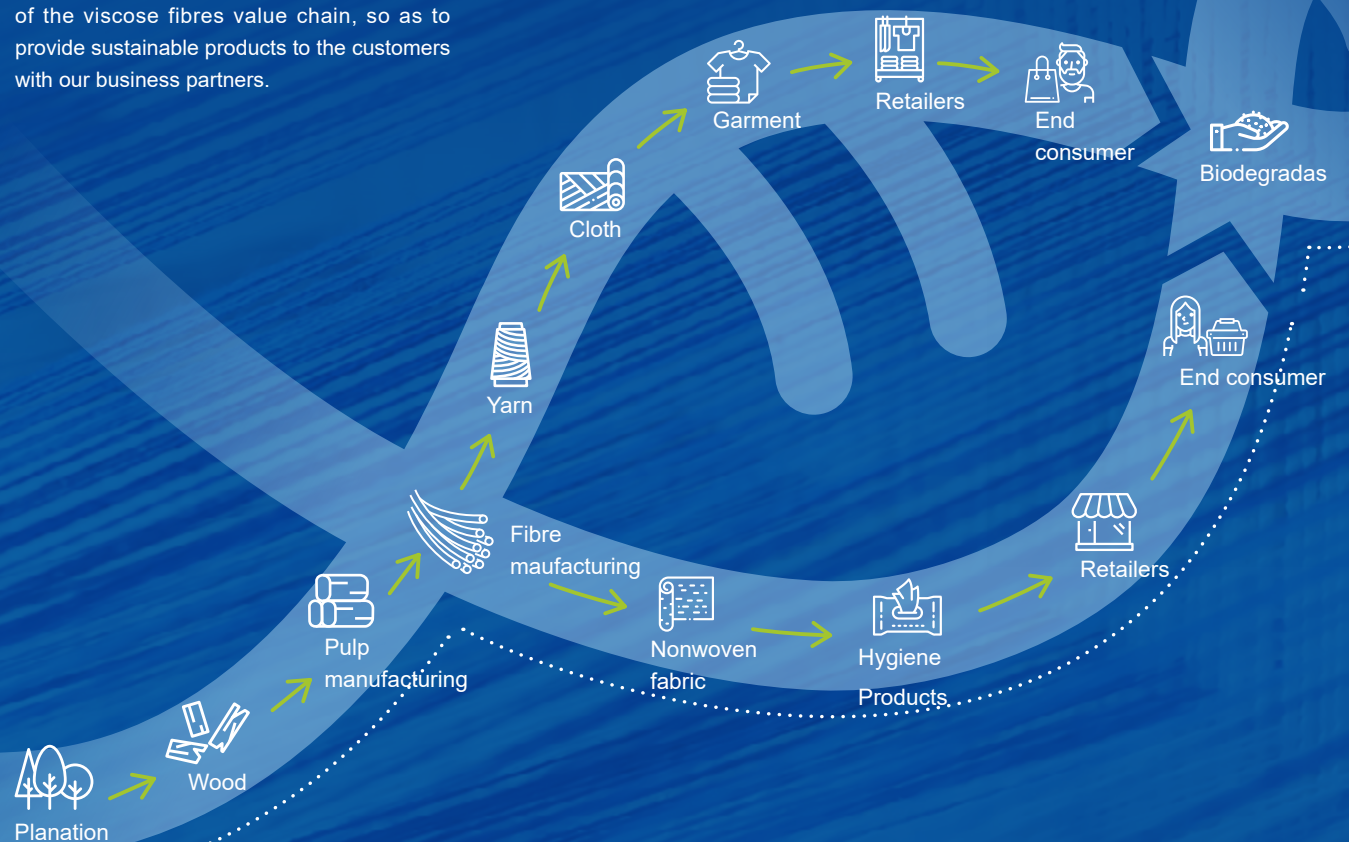 of the viscose fibres value chain, so as to
provide sustainable products to the customers
with our business partners.
Garment
Retailers
End
consumer
Biodegradas
Cloth
Yarn
End consumer
Fibre
maufacturing
Retailers
Pulp
manufacturing
Nonwoven
fabric
Hygiene
Products
Wood
Planation